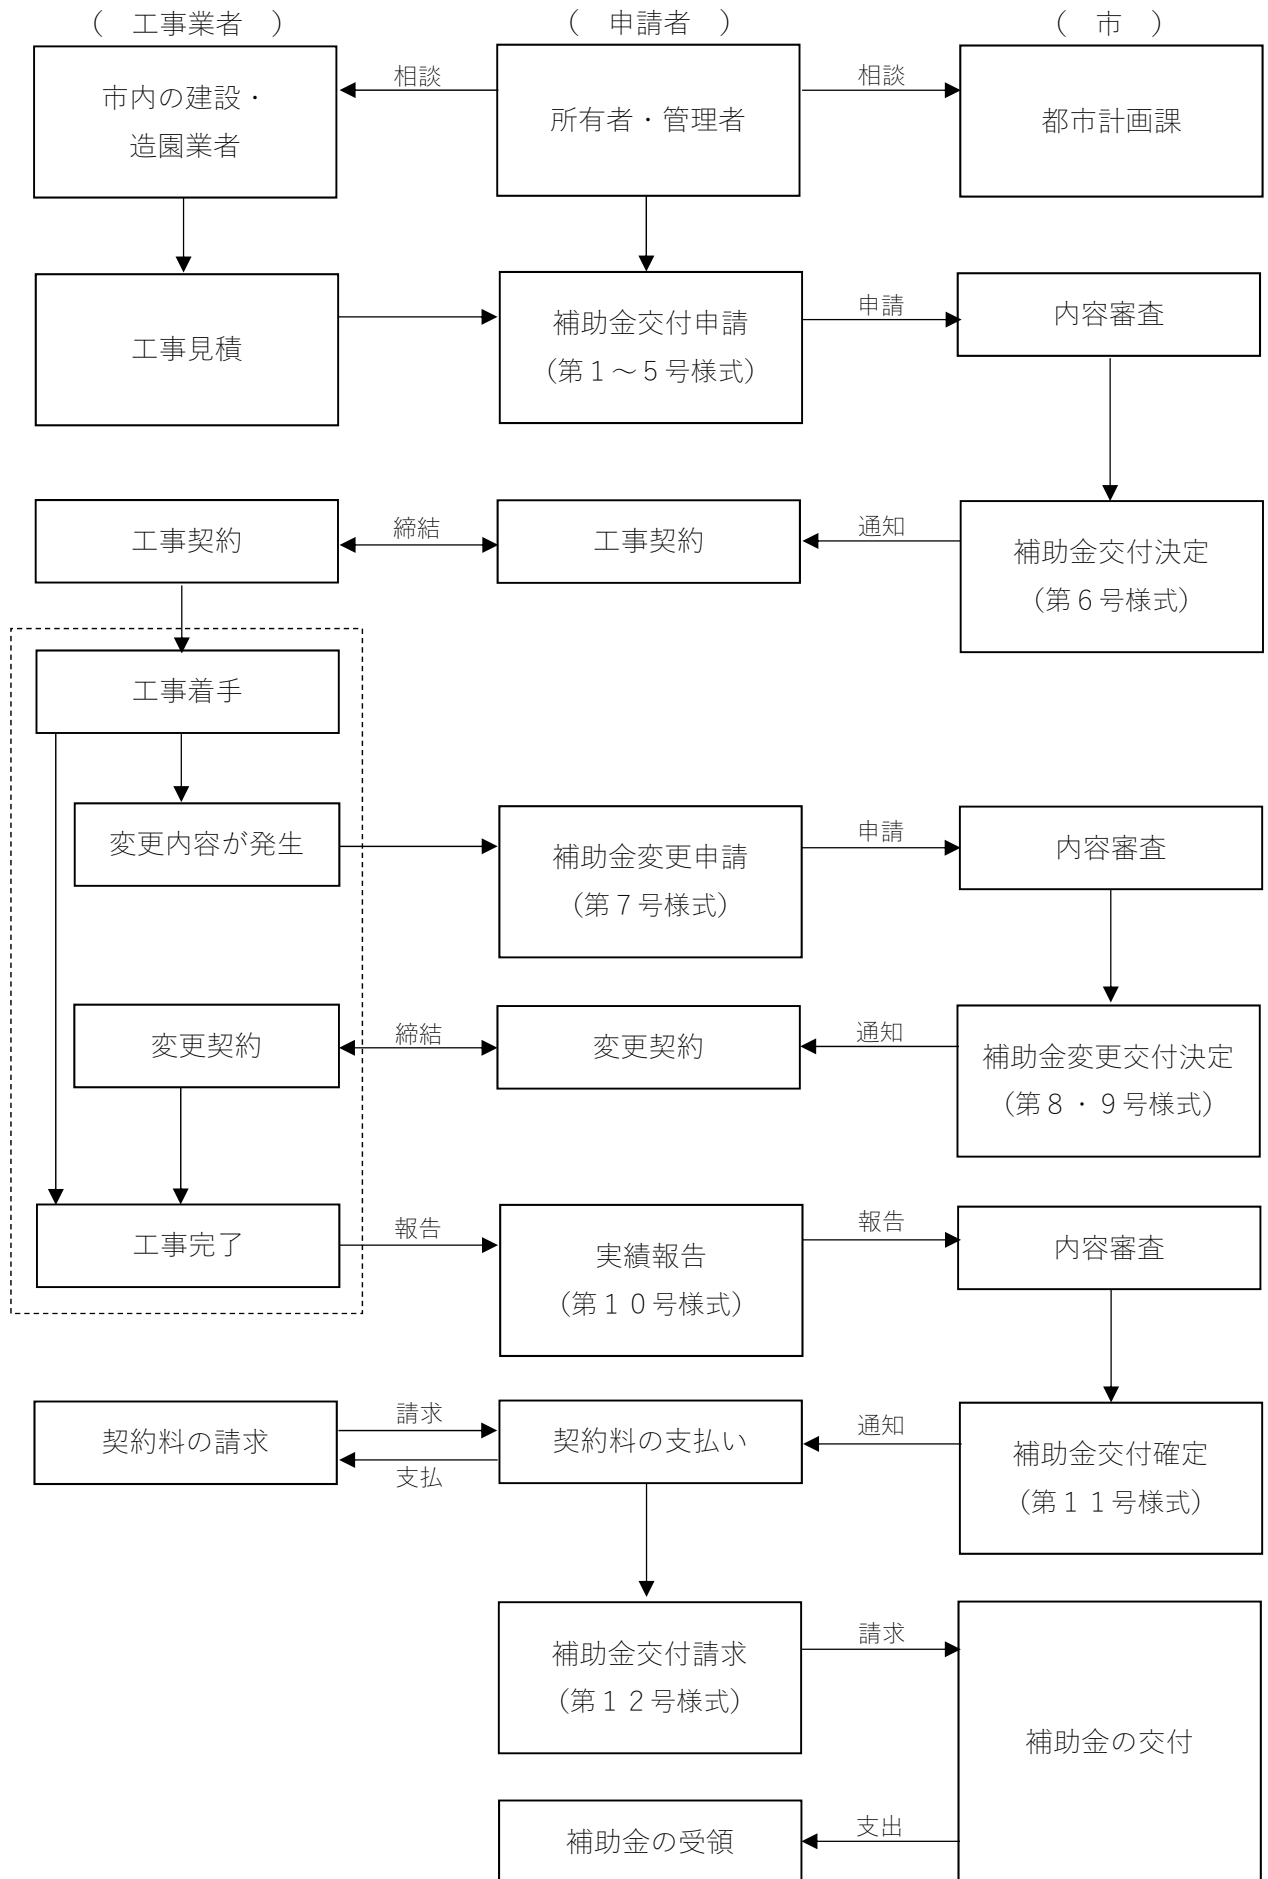 （　工事業者　）
（　申請者　）
（　市　）
市内の建設・
造園業者
相談
所有者・管理者
相談
都市計画課
工事見積
補助金交付申請
（第１～５号様式）
申請
内容審査
工事契約
締結
工事契約
通知
補助金交付決定
（第６号様式）
工事着手
変更内容が発生
補助金変更申請
（第７号様式）
申請
内容審査
変更契約
締結
変更契約
通知
補助金変更交付決定
（第８・９号様式）
工事完了
報告
実績報告
（第１０号様式）
報告
内容審査
契約料の請求
請求
支払
契約料の支払い
通知
補助金交付確定
（第１１号様式）
補助金交付請求
（第１２号様式）
請求
補助金の交付
補助金の受領
支出